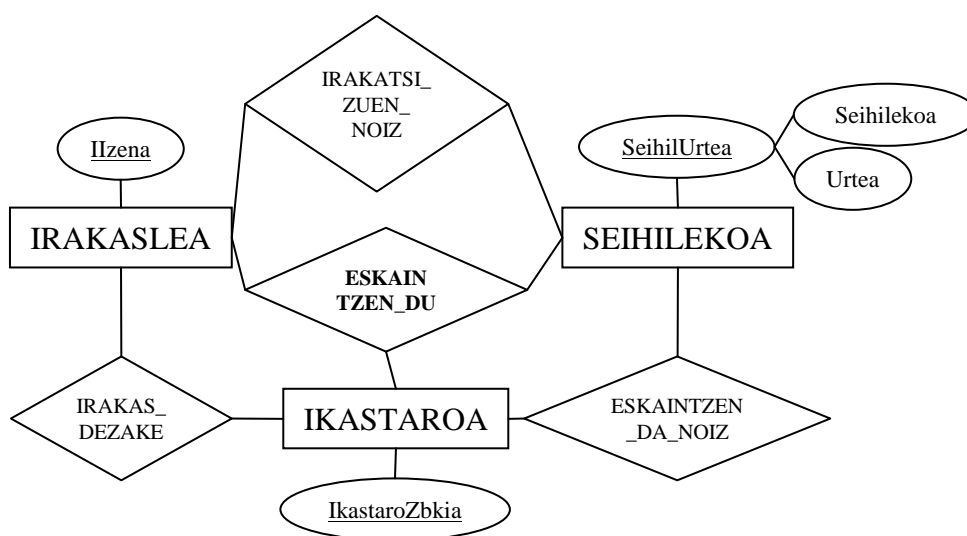 IRAKATSI_
ZUEN_
NOIZ
Seihilekoa
IIzena
SeihilUrtea
Urtea
IRAKASLEA
SEIHILEKOA
ESKAIN
TZEN_DU
IRAKAS_
DEZAKE
IKASTAROA
ESKAINTZEN
_DA_NOIZ
IkastaroZbkia